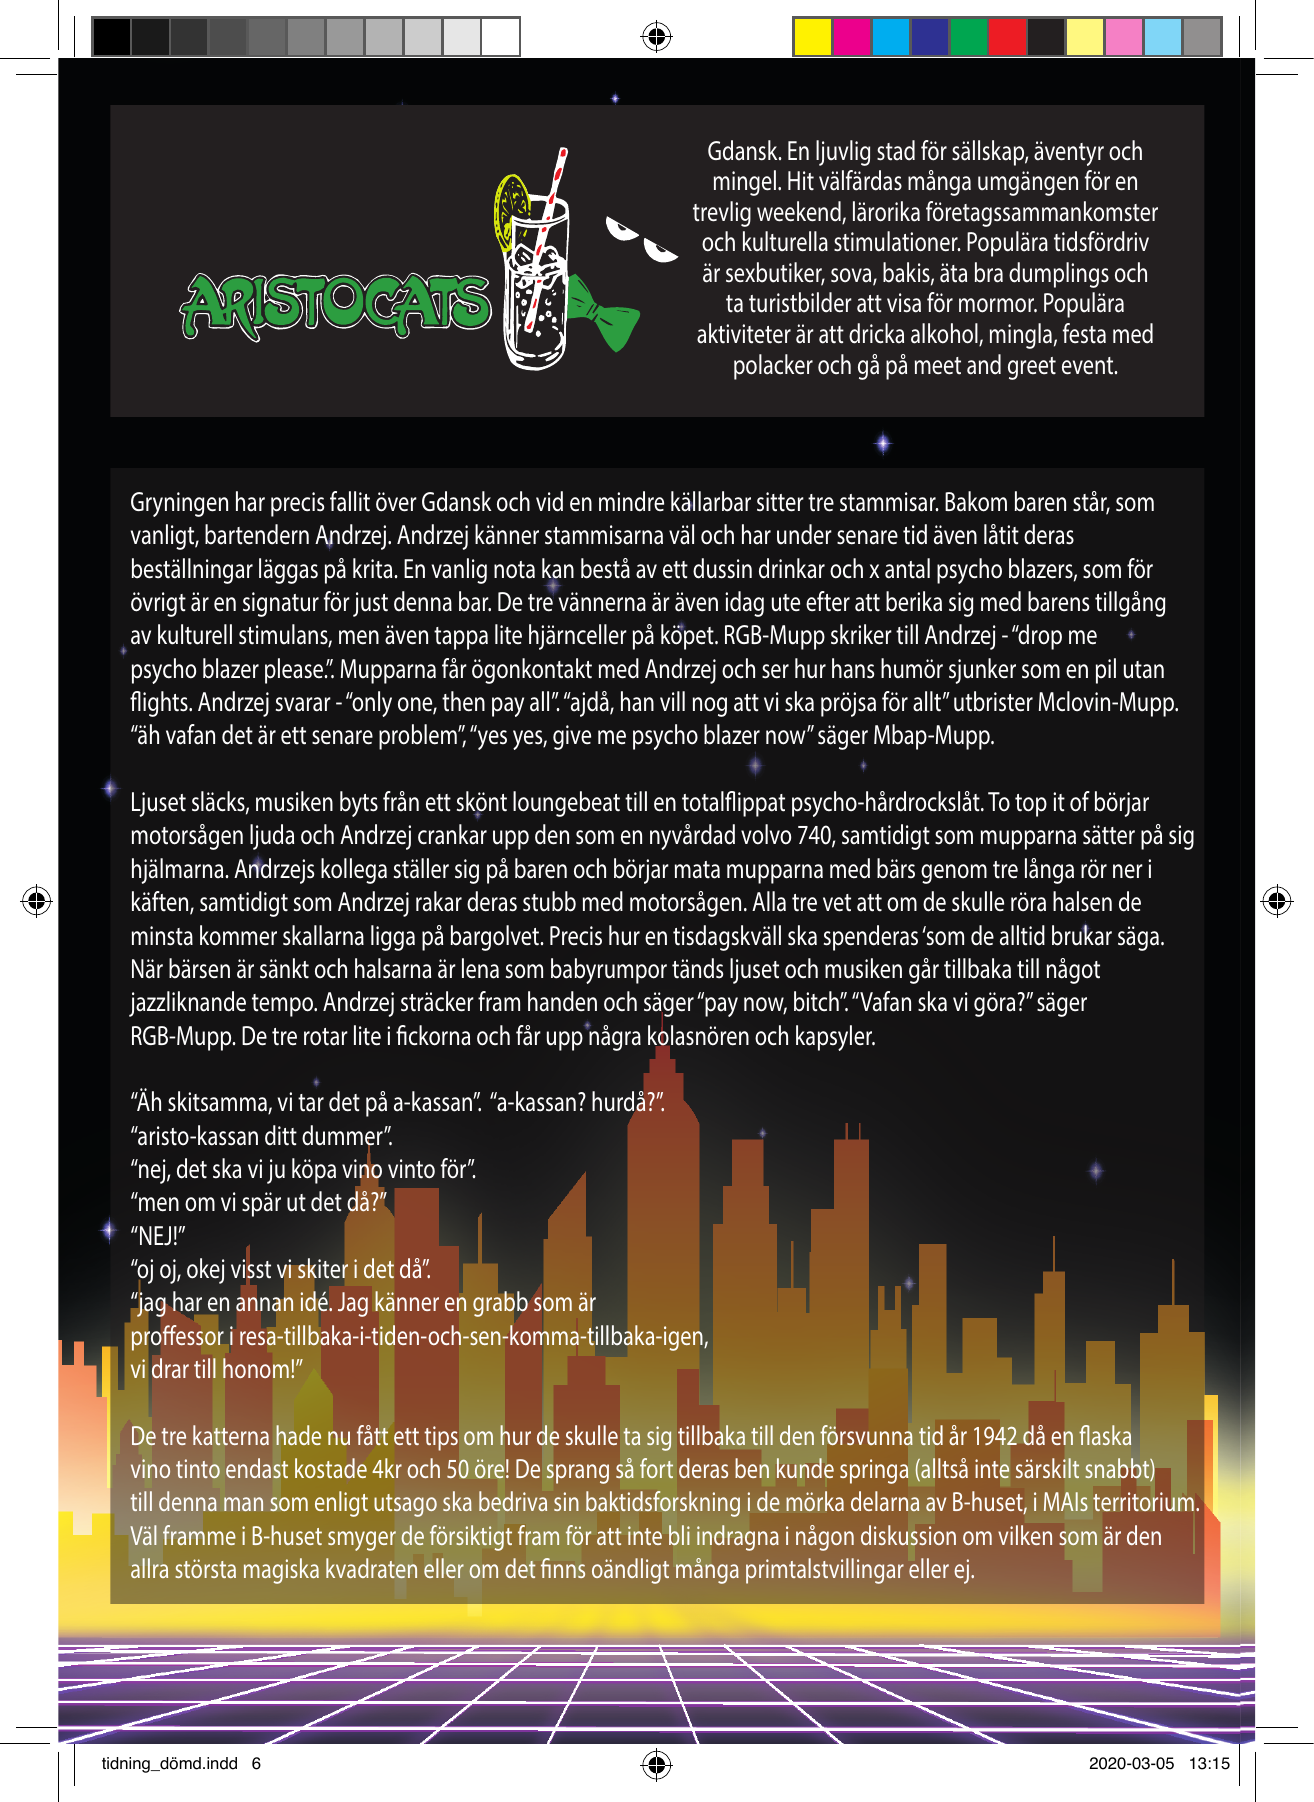 ARISTOCATS
Gdansk. En ljuvlig stad för sällskap, äventyr och
mingel. Hit välfärdas många umgängen för en
trevlig weekend, lärorika företagssammankomster
och kulturella stimulationer. Populära tidsfördriv
är sexbutiker, sova, bakis, äta bra dumplings och
ta turistbilder att visa för mormor. Populära
aktiviteter är att dricka alkohol, mingla, festa med
polacker och gå på meet and greet event.
Gryningen har precis fallit över Gdansk och vid en mindre källarbar sitter tre stammisar. Bakom baren står, som
vanligt, bartendern Andrzej. Andrzej känner stammisarna väl och har under senare tid även låtit deras
beställningar läggas på krita. En vanlig nota kan bestå av ett dussin drinkar och x antal psycho blazers, som för
övrigt är en signatur för just denna bar. De tre vännerna är även idag ute efter att berika sig med barens tillgång
av kulturell stimulans, men även tappa lite hjärnceller på köpet. RGB-Mupp skriker till Andrzej - “drop me
psycho blazer please.”. Mupparna får ögonkontakt med Andrzej och ser hur hans humör sjunker som en pil utan
flights. Andrzej svarar - “only one, then pay all”. “ajdå, han vill nog att vi ska pröjsa för allt” utbrister Mclovin-Mupp.
“äh vafan det är ett senare problem”, “yes yes, give me psycho blazer now” säger Mbap-Mupp.
Ljuset släcks, musiken byts från ett skönt loungebeat till en totalflippat psycho-hårdrockslåt. To top it of börjar
motorsågen ljuda och Andrzej crankar upp den som en nyvårdad volvo 740, samtidigt som mupparna sätter på sig
hjälmarna. Andrzejs kollega ställer sig på baren och börjar mata mupparna med bärs genom tre långa rör ner i
käften, samtidigt som Andrzej rakar deras stubb med motorsågen. Alla tre vet att om de skulle röra halsen de
minsta kommer skallarna ligga på bargolvet. Precis hur en tisdagskväll ska spenderas ‘som de alltid brukar säga.
När bärsen är sänkt och halsarna är lena som babyrumpor tänds ljuset och musiken går tillbaka till något
jazzliknande tempo. Andrzej sträcker fram handen och säger “pay now, bitch”. “Vafan ska vi göra?” säger
RGB-Mupp. De tre rotar lite i fickorna och får upp några kolasnören och kapsyler.
“Äh skitsamma, vi tar det på a-kassan”. “a-kassan? hurdå?”.
“aristo-kassan ditt dummer”.
“nej, det ska vi ju köpa vino vinto för”.
“men om vi spär ut det då?”
“NEJ!”
“oj oj, okej visst vi skiter i det då”.
“jag har en annan idé. Jag känner en grabb som är
proffessor i resa-tillbaka-i-tiden-och-sen-komma-tillbaka-igen,
vi drar till honom!”
De tre katterna hade nu fått ett tips om hur de skulle ta sig tillbaka till den försvunna tid år 1942 då en flaska
vino tinto endast kostade 4kr och 50 öre! De sprang så fort deras ben kunde springa (alltså inte särskilt snabbt)
till denna man som enligt utsago ska bedriva sin baktidsforskning i de mörka delarna av B-huset, i MAIs territorium.
Väl framme i B-huset smyger de försiktigt fram för att inte bli indragna i någon diskussion om vilken som är den
allra största magiska kvadraten eller om det finns oändligt många primtalstvillingar eller ej.
tidning_dömd.indd 6
2020-03-05 13:15